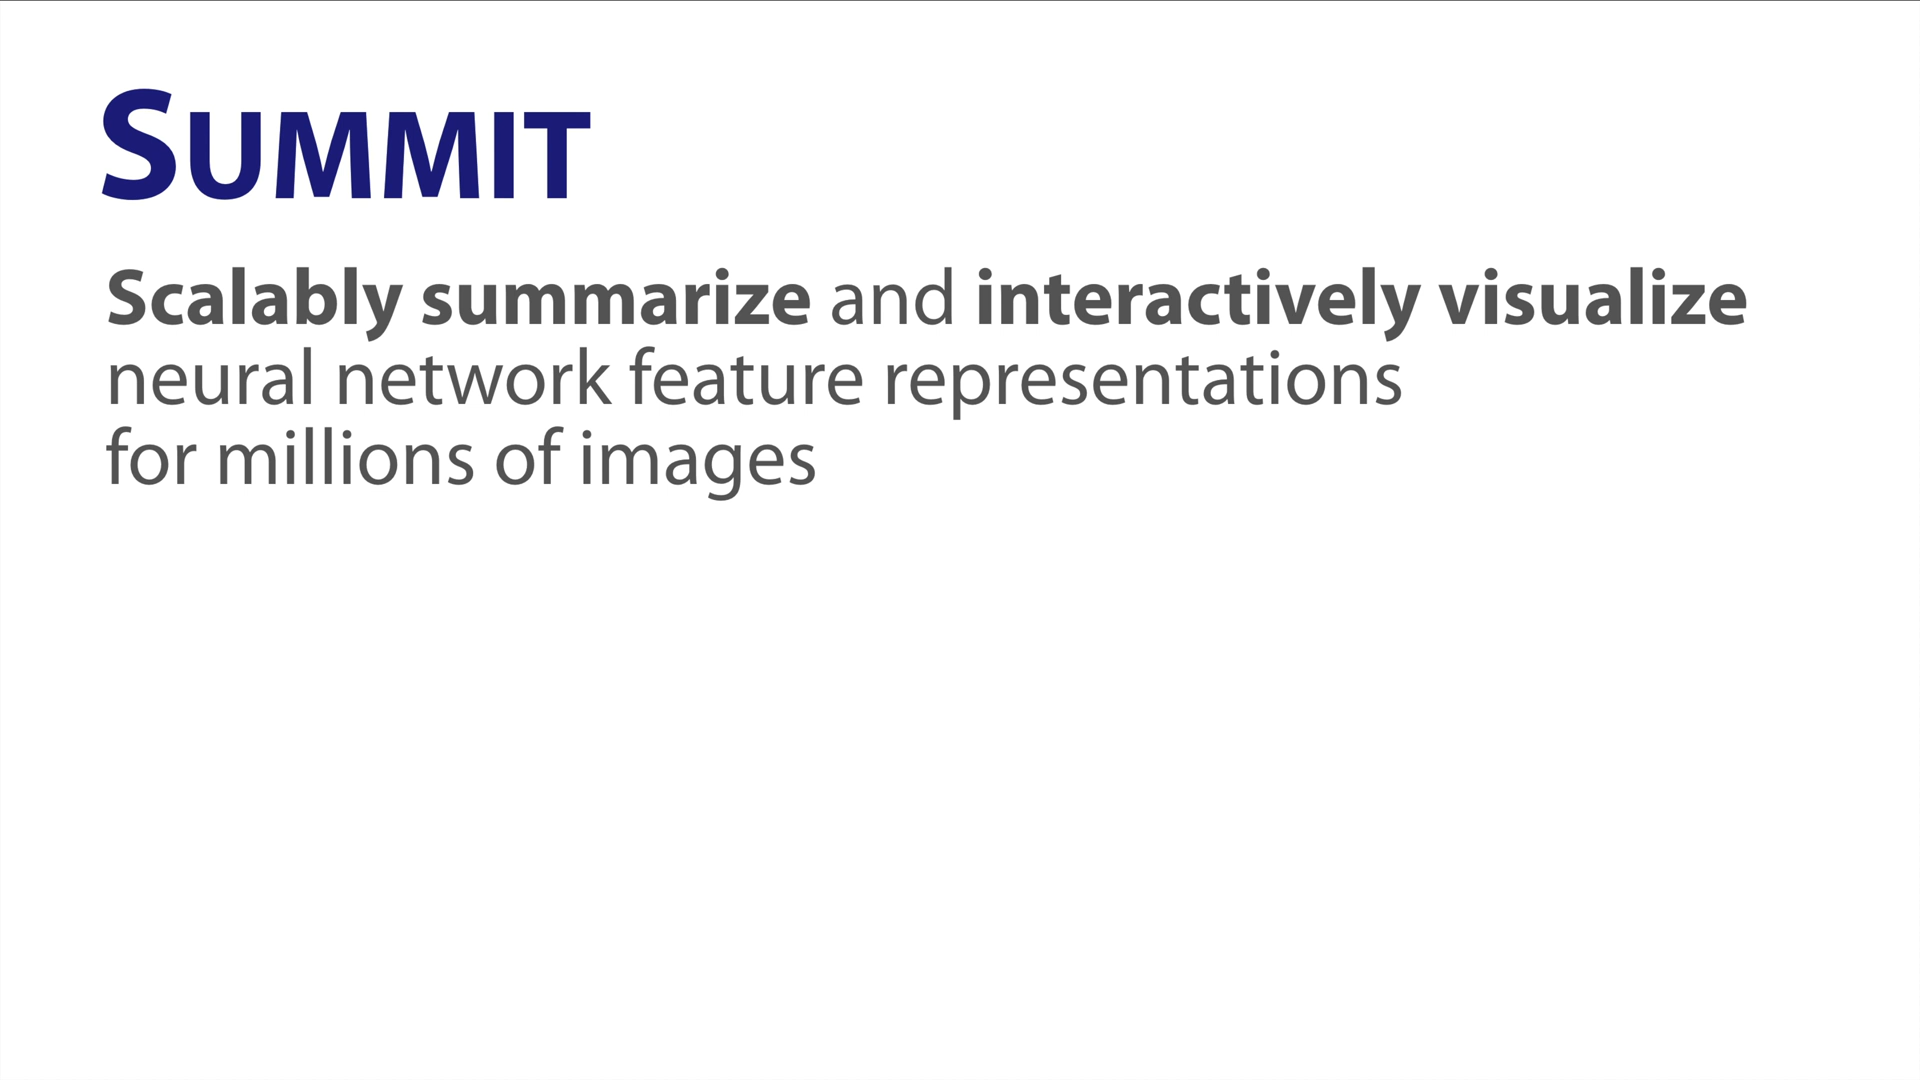 SUMMIT
Scalably summarize and interactively visualize
neural network feature representations
for millions of images